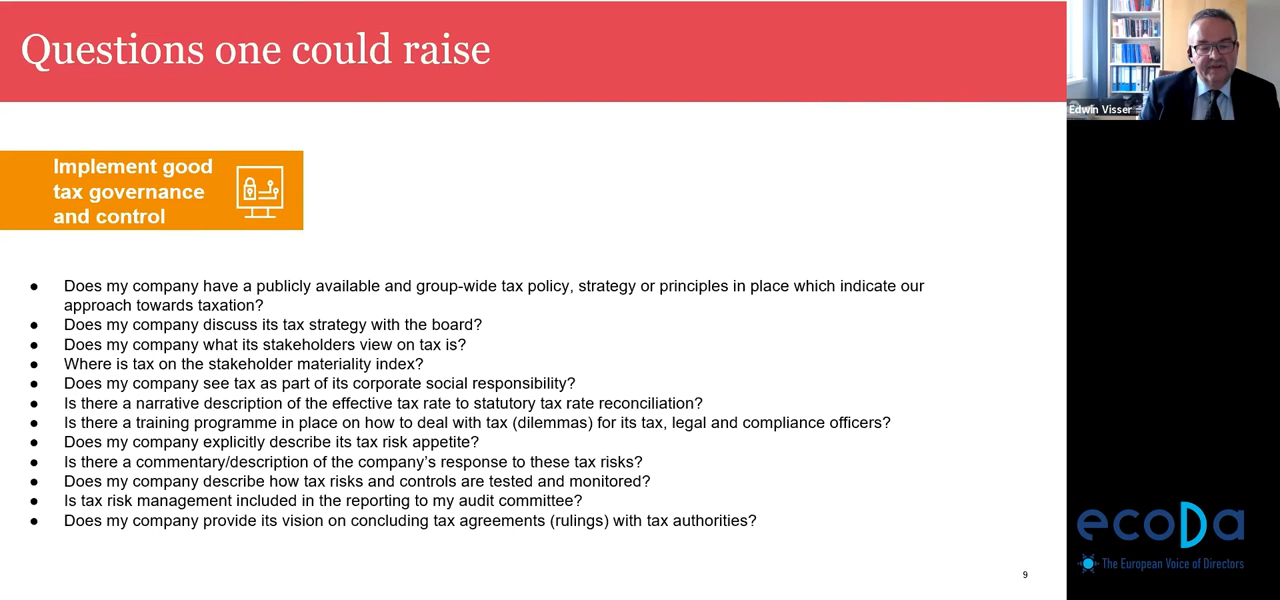 Questions one could raise
Edwin Visser
Implement good
tax governance
and control
● Does my company have a publicly available and group-wide tax policy, strategy or principles in place which indicate our
approach towards taxation?
● Does my company discuss its tax strategy with the board?
● Does my company what its stakeholders view on tax is?
● Where is tax on the stakeholder materiality index?
● Does my company see tax as part of its corporate social responsibility?
● Is there a narrative description of the effective tax rate to statutory tax rate reconciliation?
● Is there a training programme in place on how to deal with tax (dilemmas) for its tax, legal and compliance officers?
● Does my company explicitly describe its tax risk appetite?
● Is there a commentary/description of the company's response to these tax risks?
● Does my company describe how tax risks and controls are tested and monitored?
● Is tax risk management included in the reporting to my audit committee?
● Does my company provide its vision on concluding tax agreements (rulings) with tax authorities?
9
ecoDa
The European Voice of Directors